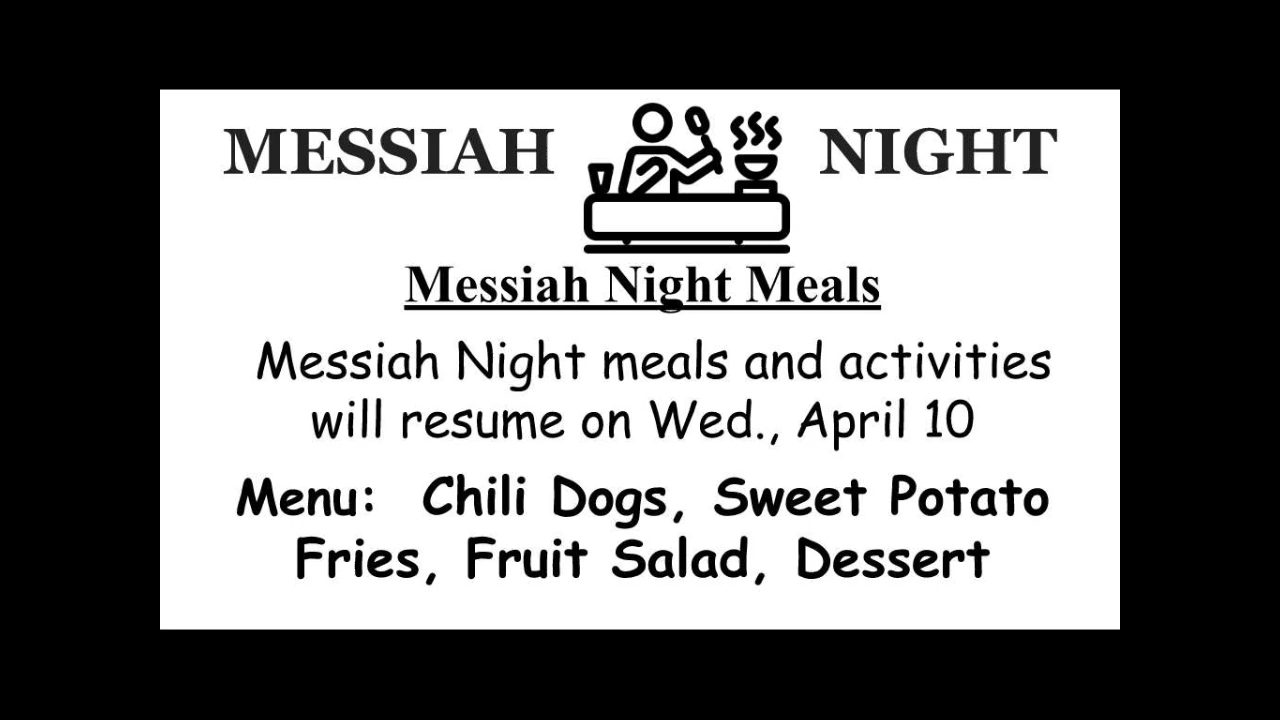 MESSIAH NIGHT
Messiah Night Meals
Messiah Night meals and activities
will resume on Wed., April 10
Menu: Chili Dogs, Sweet Potato
Fries, Fruit Salad, Dessert